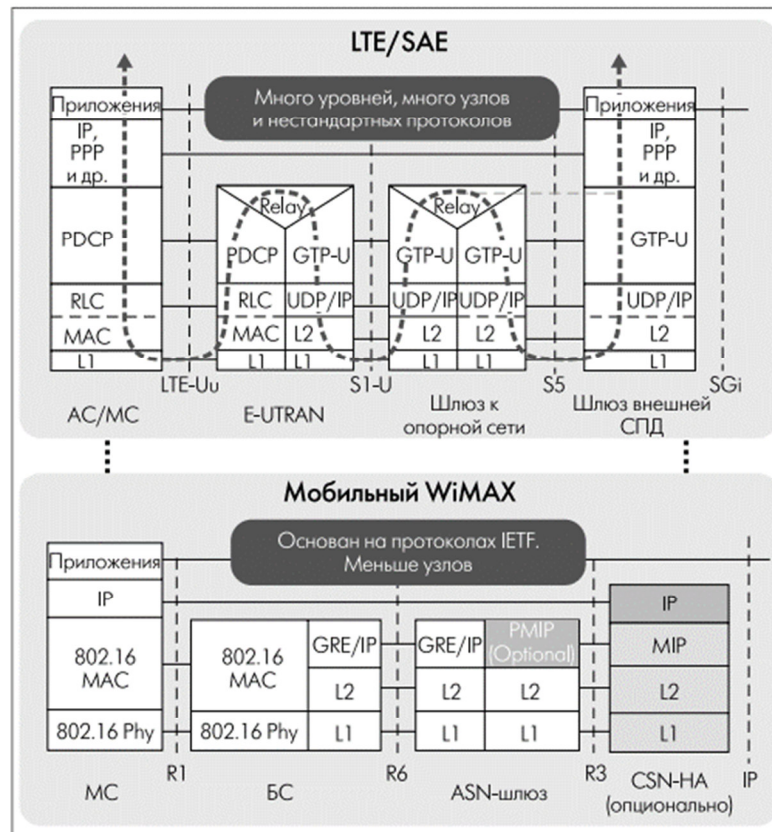 LTE/SAE
Много уровней, много узлов
и нестандартных протоколов
Приложения
IP,
PPP
и др.
PDCP
RLC
MAC
L1
Relay
PDCP GTP-U
RLC UDP/IP
MAC L2
L1 L1
Relay
GTP-U GTP-U
UDP/IP UDP/IP
L2 L2
L1 L1
Приложения
IP,
PPP
и др.
GTP-U
UDP/IP
L2
L1
LTE-Uu
S1-U
S5
SGi
АС/МС
E-UTRAN
Шлюз к
опорной сети
Шлюз внешней
СПД
Мобильный WiMAX
Основан на протоколах IETF.
Меньше узлов
Приложения
IP
802.16
MAC
802.16 Phy
802.16
MAC
802.16 Phy
GRE/IP
L2
L1
GRE/IP
L2
L1
PMIP
(Optional)
L2
L1
IP
MIP
L2
L1
R1
R6
R3
IP
МС
БС
ASN-шлюз
CSN-HA
(опционально)